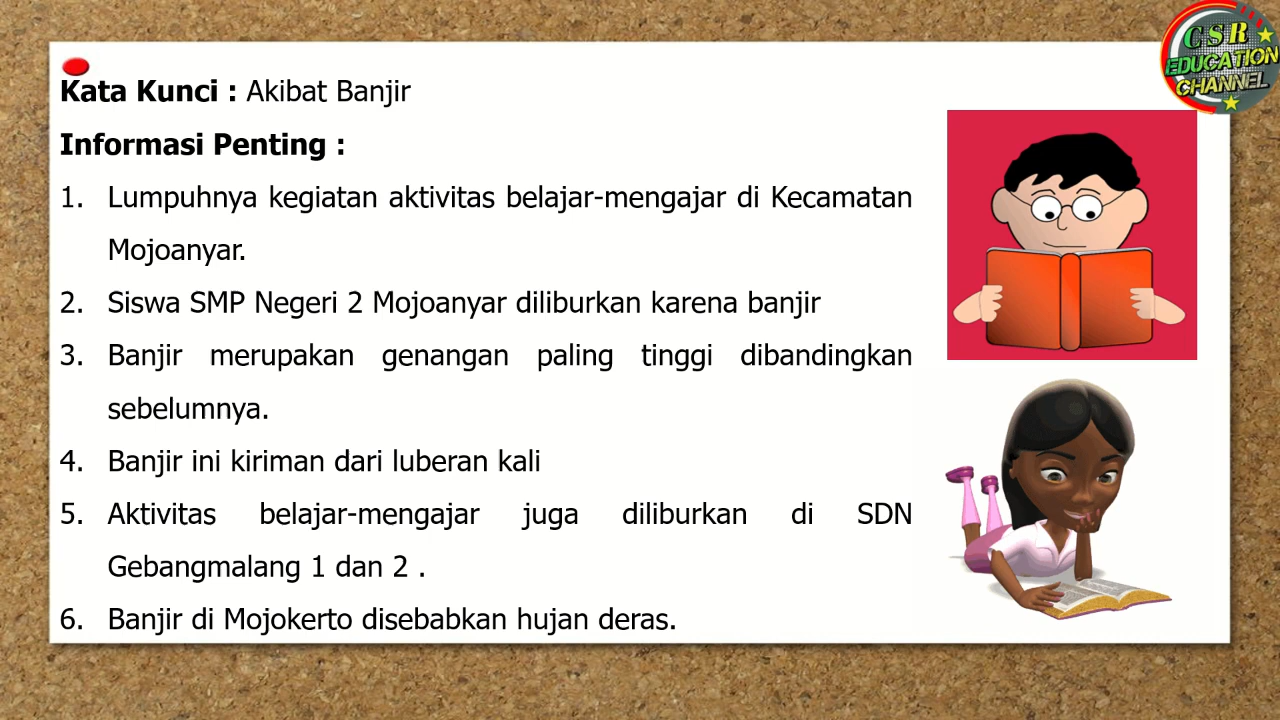 CSR
EDUCATION
CHANNEL
Kata Kunci : Akibat Banjir
Informasi Penting :
1. Lumpuhnya kegiatan aktivitas belajar-mengajar di Kecamatan
Mojoanyar.
2. Siswa SMP Negeri 2 Mojoanyar diliburkan karena banjir
3. Banjir merupakan genangan paling tinggi dibandingkan
sebelumnya.
4. Banjir ini kiriman dari luberan kali
5. Aktivitas belajar-mengajar juga diliburkan di SDN
Gebangmalang 1 dan 2 .
6. Banjir di Mojokerto disebabkan hujan deras.